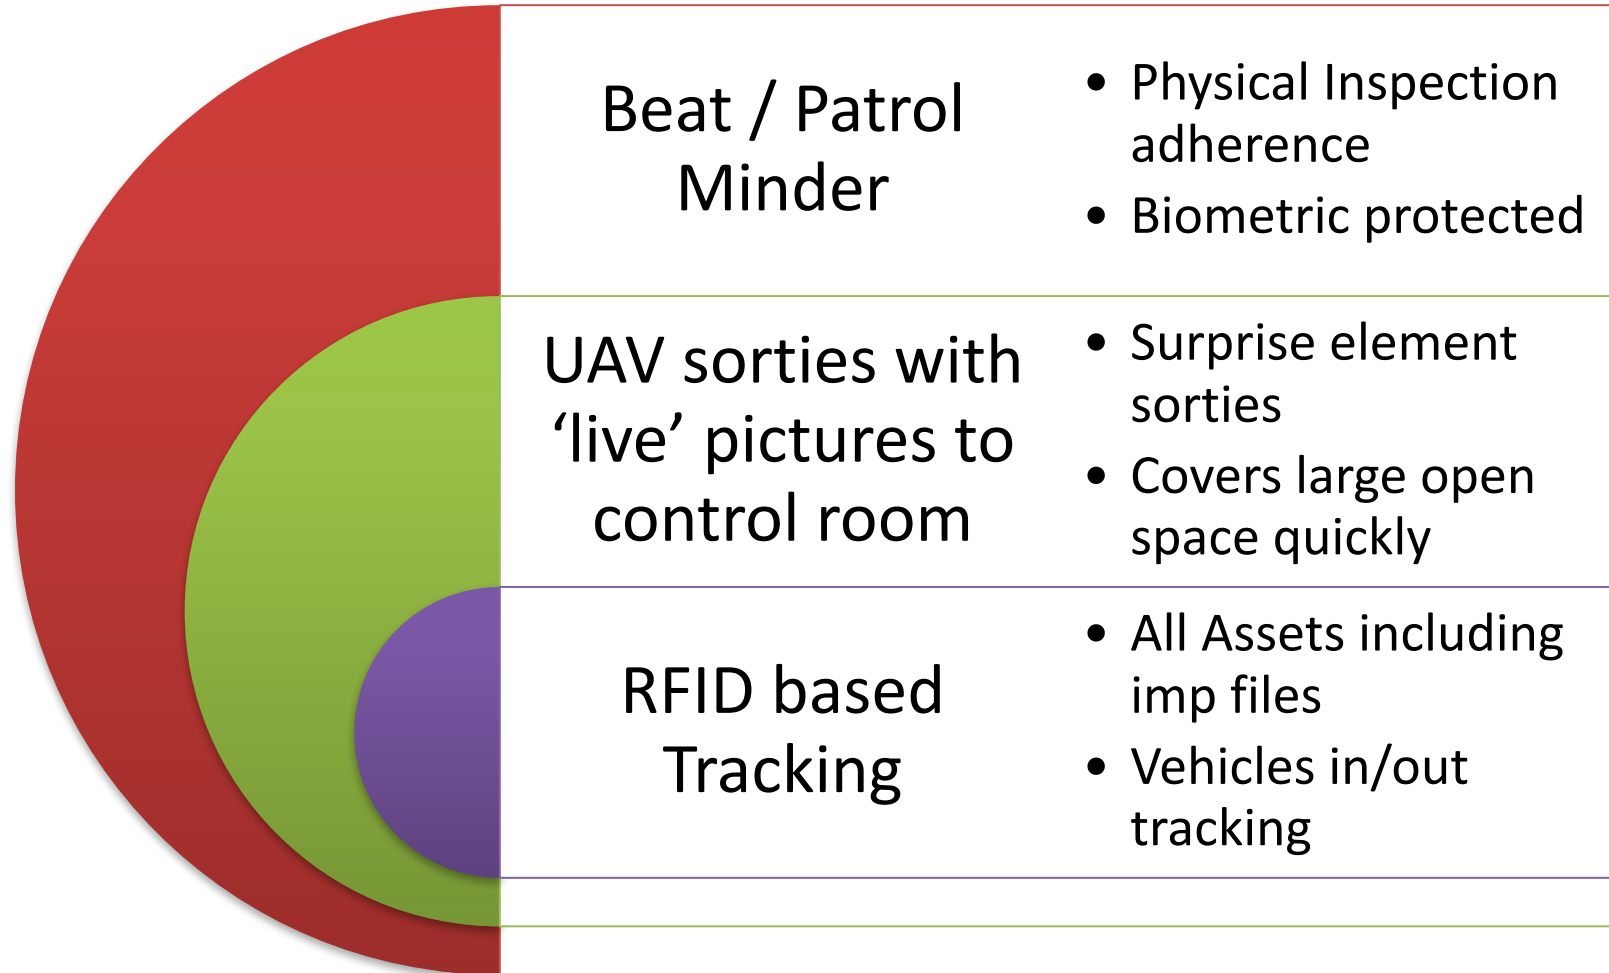 Beat / Patrol
Minder
• Physical Inspection
adherence
• Biometric protected
UAV sorties with
‘live’ pictures to
control room
• Surprise element
sorties
• Covers large open
space quickly
RFID based
Tracking
• All Assets including
imp files
• Vehicles in/out
tracking